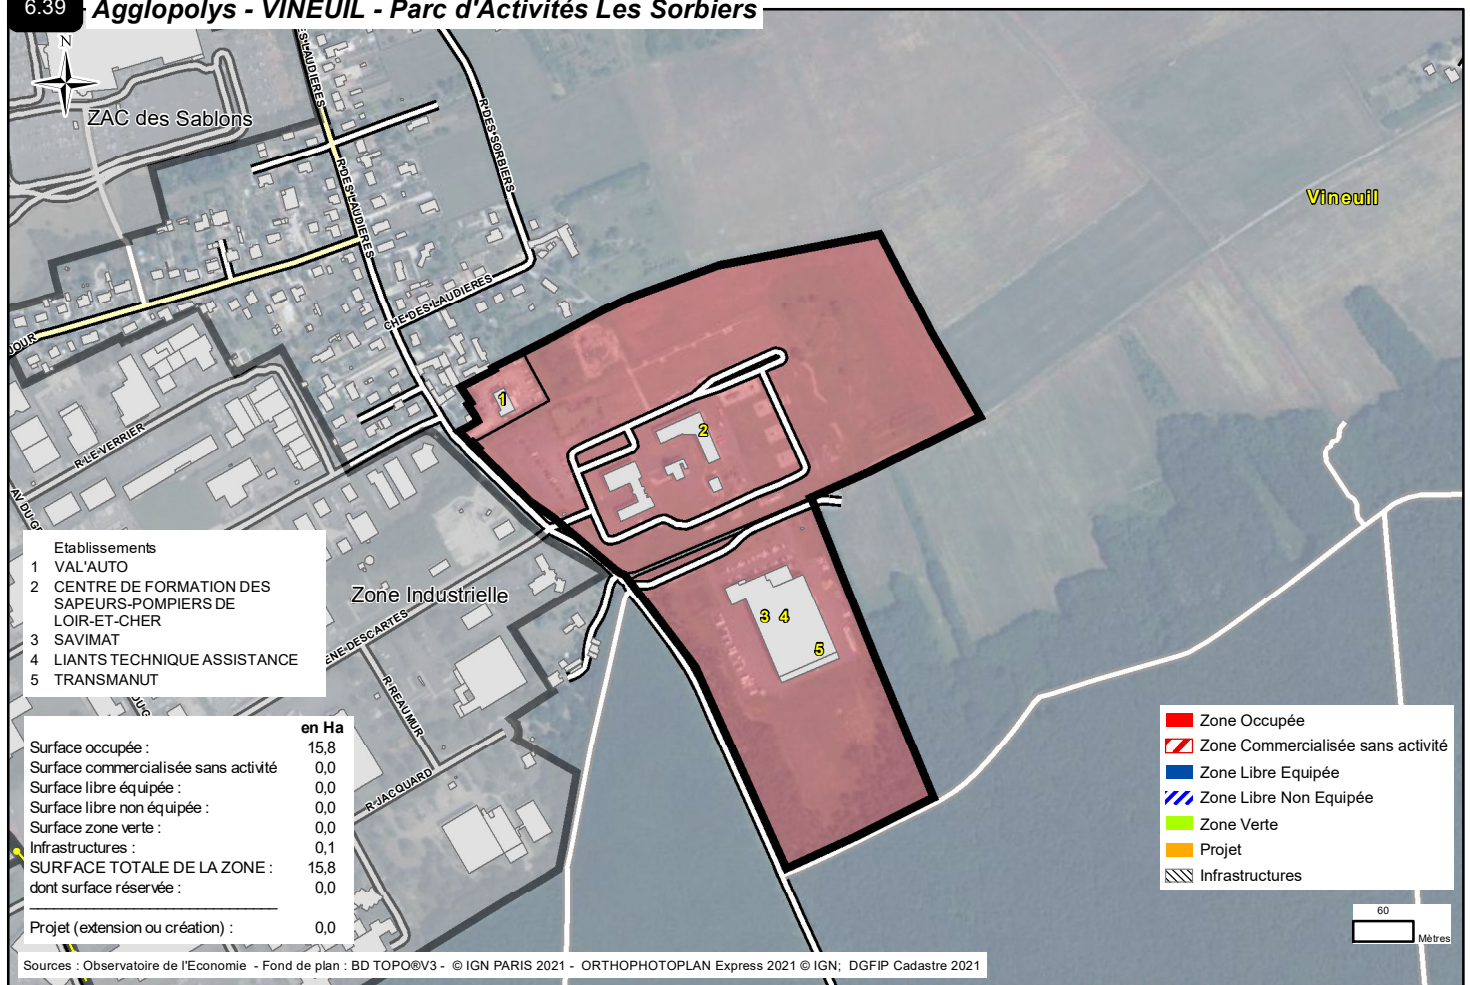 6.39
Agglopolys - VINEUIL - Parc d'Activités Les Sorbiers
N
ZAC des Sablons
R DES LAUDIERES
R DES SORBIERS
CHE DES LAUDIERES
JOUR
R LE VERRIER
Vineuil
1
2
3 4
5
Zone Industrielle
R REAUMUR
R JACQUARD
Etablissements
1 VAL'AUTO
2 CENTRE DE FORMATION DES
SAPEURS-POMPIERS DE
LOIR-ET-CHER
3 SAVIMAT
4 LIANTS TECHNIQUE ASSISTANCE
5 TRANSMANUT
en Ha
Surface occupée : 15,8
Surface commercialisée sans activité 0,0
Surface libre équipée : 0,0
Surface libre non équipée : 0,0
Surface zone verte : 0,0
Infrastructures : 0,1
SURFACE TOTALE DE LA ZONE : 15,8
dont surface réservée : 0,0
Projet (extension ou création) : 0,0
Zone Occupée
Zone Commercialisée sans activité
Zone Libre Equipée
Zone Libre Non Equipée
Zone Verte
Projet
Infrastructures
60
Mètres
Sources : Observatoire de l'Economie - Fond de plan : BD TOPO®V3 - © IGN PARIS 2021 - ORTHOPHOTOPLAN Express 2021 © IGN; DGFIP Cadastre 2021